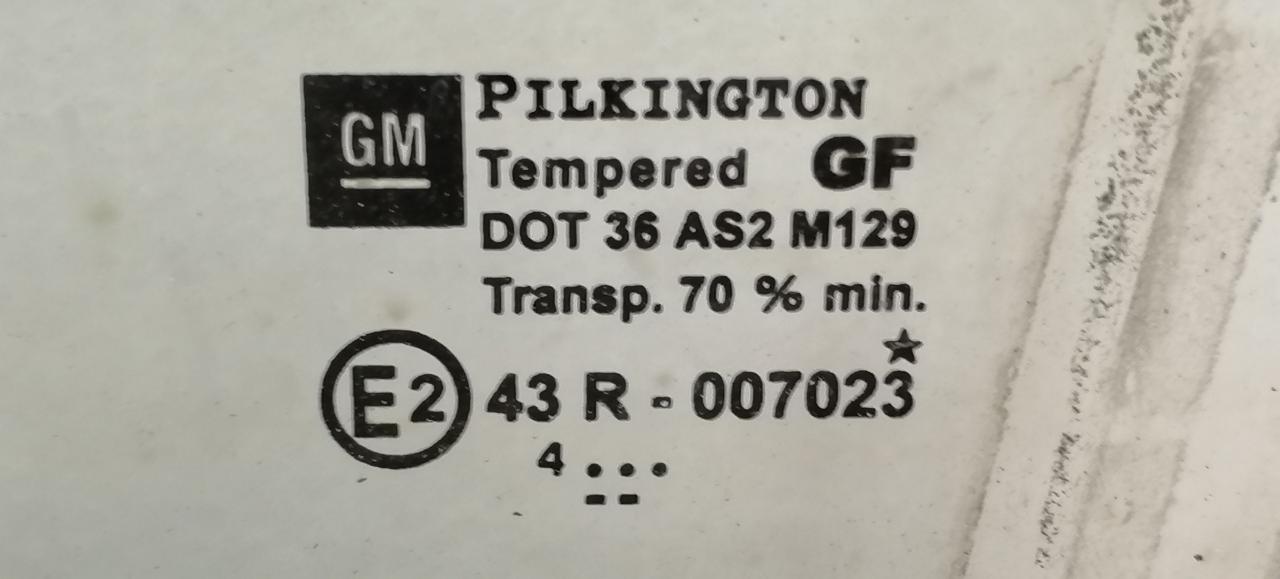 GM
PILKINGTON
Tempered GF
DOT 36 AS2 M129
Transp. 70 % min.
E2 43 R - 007023
4 ...
--